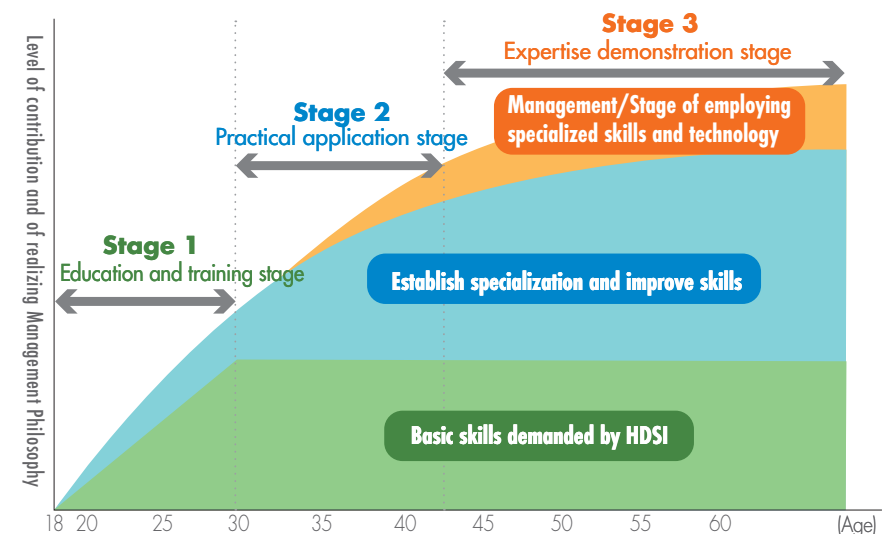 Level of contribution and of realizing Management Philosophy
Stage 3
Expertise demonstration stage
Management/Stage of employing
specialized skills and technology
Stage 2
Practical application stage
Stage 1
Education and training stage
Establish specialization and improve skills
Basic skills demanded by HDSI
18 20 25 30 35 40 45 50 55 60 (Age)